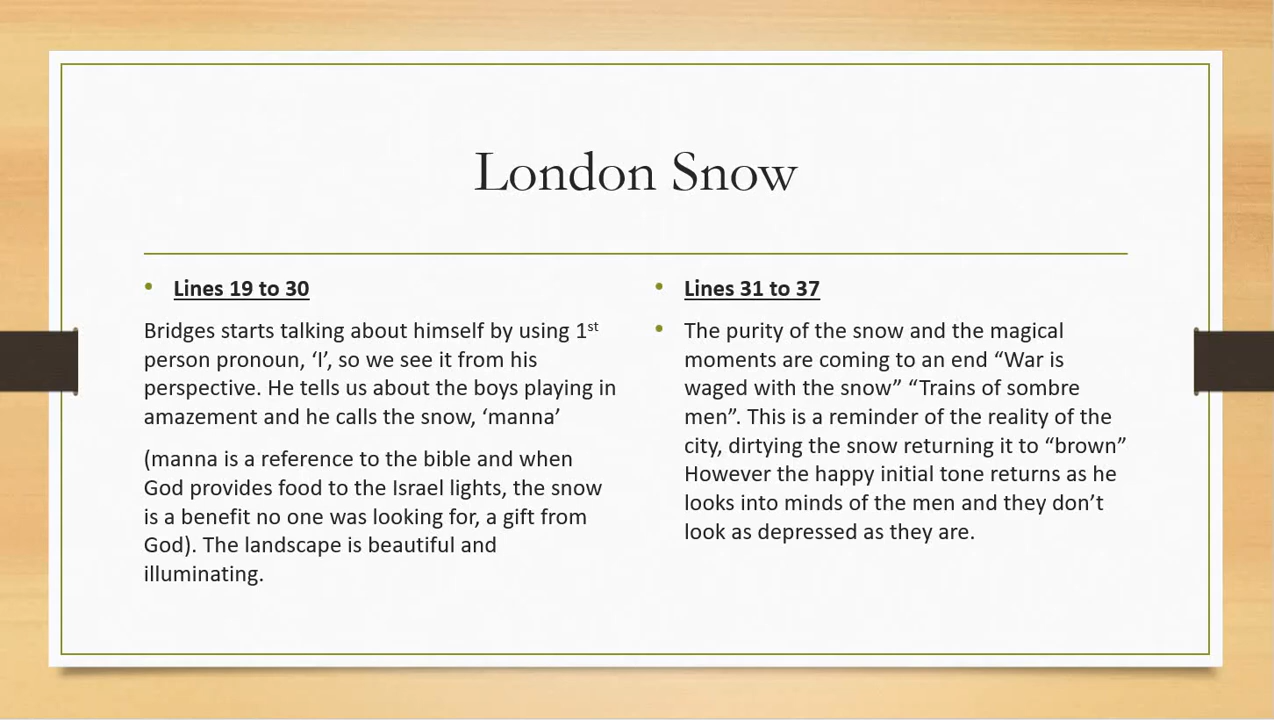 London Snow
Lines 19 to 30
Bridges starts talking about himself by using 1st
person pronoun, ‘I’, so we see it from his
perspective. He tells us about the boys playing in
amazement and he calls the snow, ‘manna’
(manna is a reference to the bible and when
God provides food to the Israel lights, the snow
is a benefit no one was looking for, a gift from
God). The landscape is beautiful and
illuminating.
Lines 31 to 37
The purity of the snow and the magical
moments are coming to an end “War is
waged with the snow” “Trains of sombre
men”. This is a reminder of the reality of the
city, dirtying the snow returning it to “brown”
However the happy initial tone returns as he
looks into minds of the men and they don’t
look as depressed as they are.